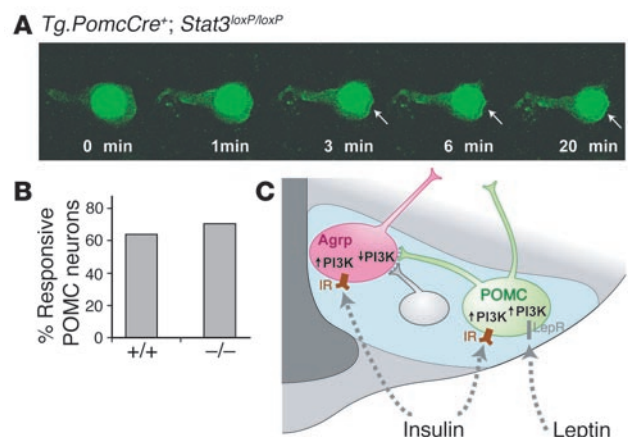 A Tg.PomcCre+; Stat3loxP/loxP
0 min 1min 3 min 6 min 20 min
B
% Responsive
POMC neurons
80
60
40
20
0
+/+ –/–
C
Agrp
↑PI3K ↓PI3K
IR
POMC
↑PI3K ↑PI3K
IR LepR
Insulin Leptin